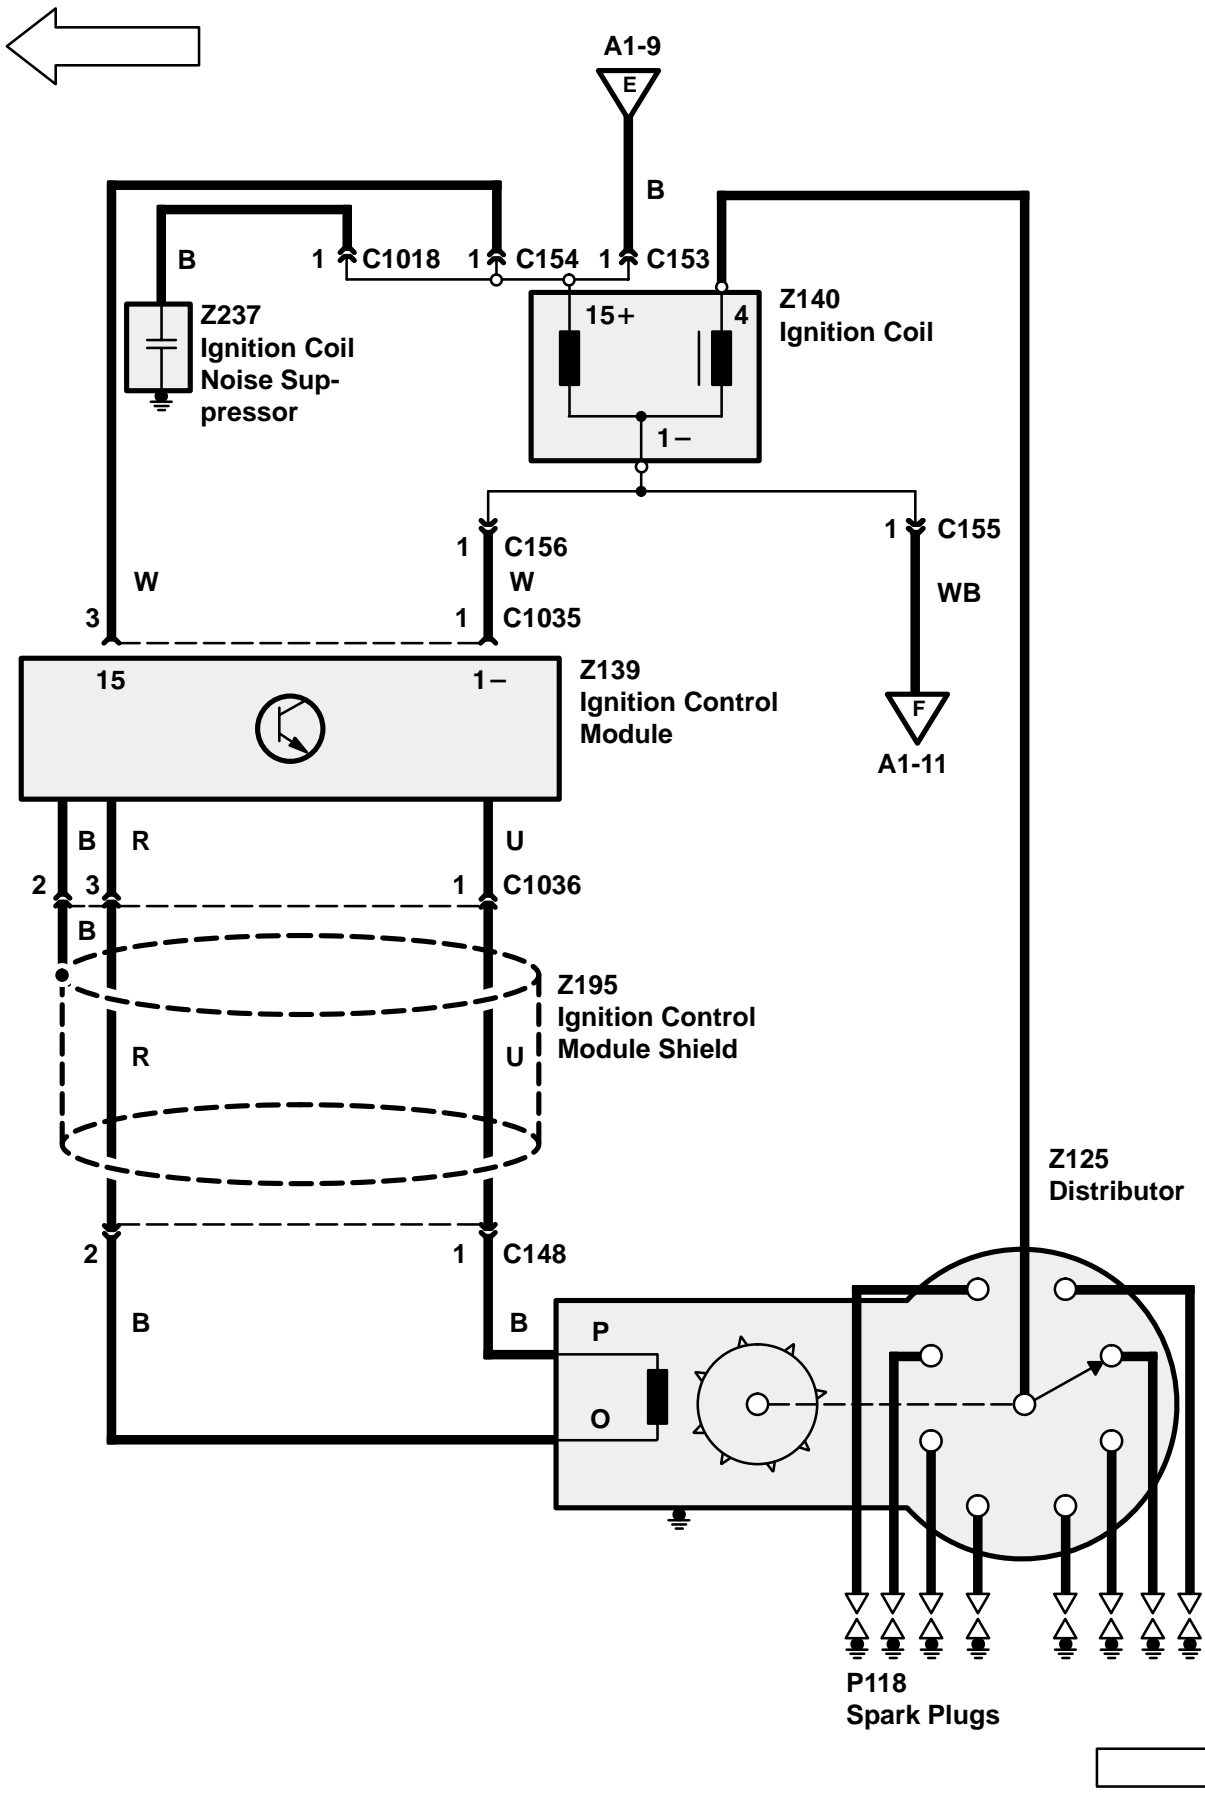 A1-9
E
B
B
1 C1018 1 C154 1 C153
Z237
Ignition Coil
Noise Sup-
pressor
15+ 4
Z140
Ignition Coil
1−
1 C156
1 C155
W
W
WB
3
1 C1035
15 1−
Z139
Ignition Control
Module
F
A1-11
B R U
2 3 1 C1036
B
Z195
Ignition Control
Module Shield
R U
Z125
Distributor
2 1 C148
B B
P
O
P118
Spark Plugs